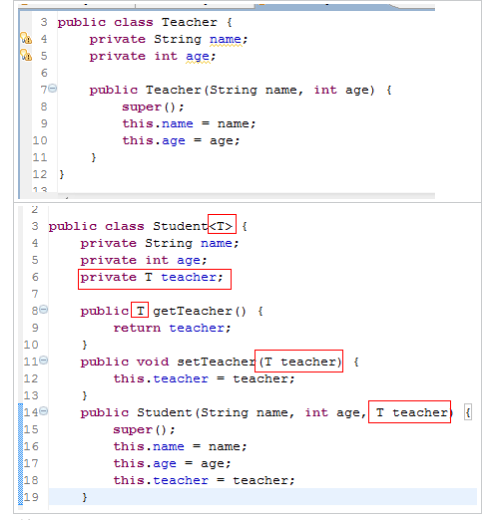 3 public class Teacher {
4     private String name;
5     private int age;
6
7     public Teacher(String name, int age) {
8         super();
9         this.name = name;
10         this.age = age;
11     }
12 }
13
2
3 public class Student<T> {
4     private String name;
5     private int age;
6     private T teacher;
7
8     public T getTeacher() {
9         return teacher;
10     }
11     public void setTeacher(T teacher) {
12         this.teacher = teacher;
13     }
14     public Student(String name, int age, T teacher) {
15         super();
16         this.name = name;
17         this.age = age;
18         this.teacher = teacher;
19     }